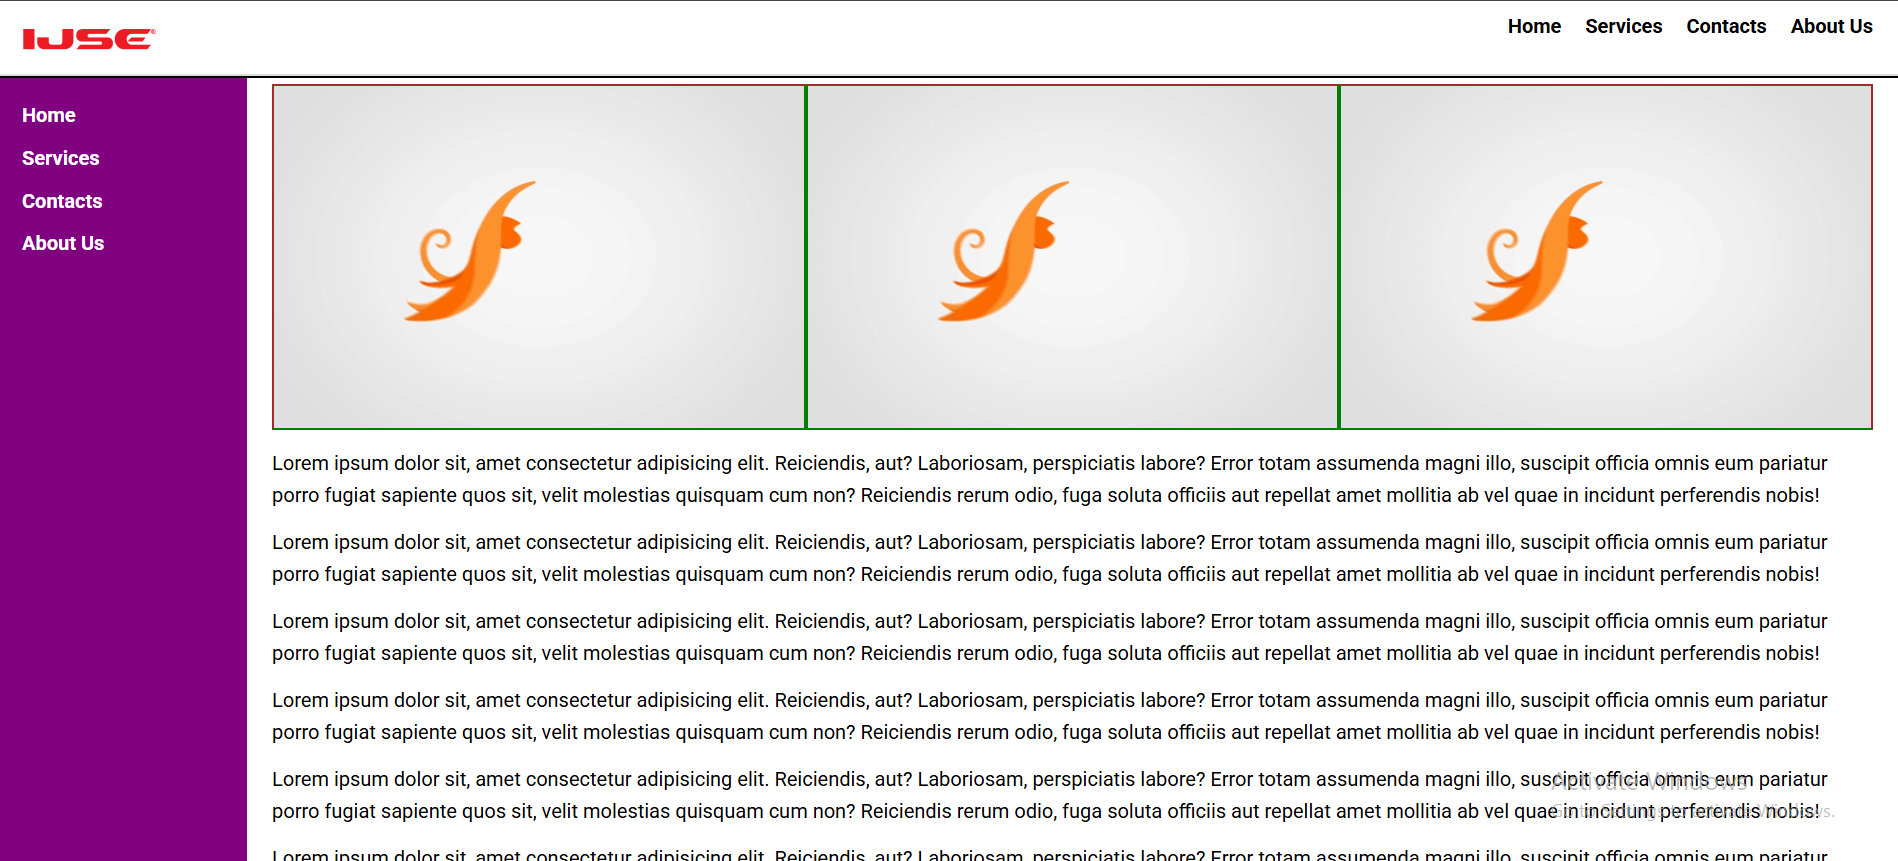 IJSE®
Home Services Contacts About Us
Home
Services
Contacts
About Us
Lorem ipsum dolor sit, amet consectetur adipisicing elit. Reiciendis, aut? Laboriosam, perspiciatis labore? Error totam assumenda magni illo, suscipit officia omnis eum pariatur
porro fugiat sapiente quos sit, velit molestias quisquam cum non? Reiciendis rerum odio, fuga soluta officiis aut repellat amet mollitia ab vel quae in incidunt perferendis nobis!
Lorem ipsum dolor sit, amet consectetur adipisicing elit. Reiciendis, aut? Laboriosam, perspiciatis labore? Error totam assumenda magni illo, suscipit officia omnis eum pariatur
porro fugiat sapiente quos sit, velit molestias quisquam cum non? Reiciendis rerum odio, fuga soluta officiis aut repellat amet mollitia ab vel quae in incidunt perferendis nobis!
Lorem ipsum dolor sit, amet consectetur adipisicing elit. Reiciendis, aut? Laboriosam, perspiciatis labore? Error totam assumenda magni illo, suscipit officia omnis eum pariatur
porro fugiat sapiente quos sit, velit molestias quisquam cum non? Reiciendis rerum odio, fuga soluta officiis aut repellat amet mollitia ab vel quae in incidunt perferendis nobis!
Lorem ipsum dolor sit, amet consectetur adipisicing elit. Reiciendis, aut? Laboriosam, perspiciatis labore? Error totam assumenda magni illo, suscipit officia omnis eum pariatur
porro fugiat sapiente quos sit, velit molestias quisquam cum non? Reiciendis rerum odio, fuga soluta officiis aut repellat amet mollitia ab vel quae in incidunt perferendis nobis!
Lorem ipsum dolor sit, amet consectetur adipisicing elit. Reiciendis, aut? Laboriosam, perspiciatis labore? Error totam assumenda magni illo, suscipit officia omnis eum pariatur
Activate Windows
porro fugiat sapiente quos sit, velit molestias quisquam cum non? Reiciendis rerum odio, fuga soluta officiis aut repellat amet mollitia ab vel quae in incidunt perferendis nobis!
Go to Settings to activate Windows.
Lorem ipsum dolor sit, amet consectetur adipisicing elit. Reiciendis, aut? Laboriosam, perspiciatis labore? Error totam assumenda magni illo, suscipit officia omnis eum pariatur